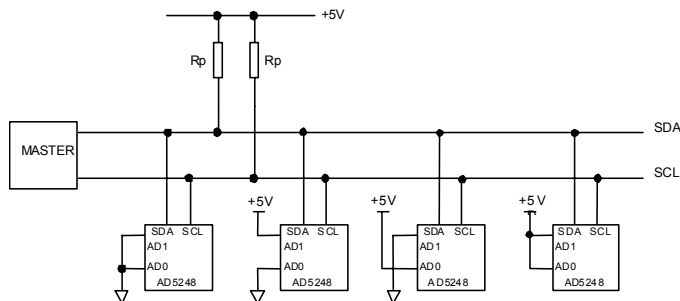 +5V
Rp Rp
SDA
MASTER
SCL
+5V +5V +5V
SDA SCL SDA SCL SDA SCL SDA SCL
AD1 AD1 AD1 AD1
AD0 AD0 AD0 AD0
AD5248 AD5248 AD5248 AD5248